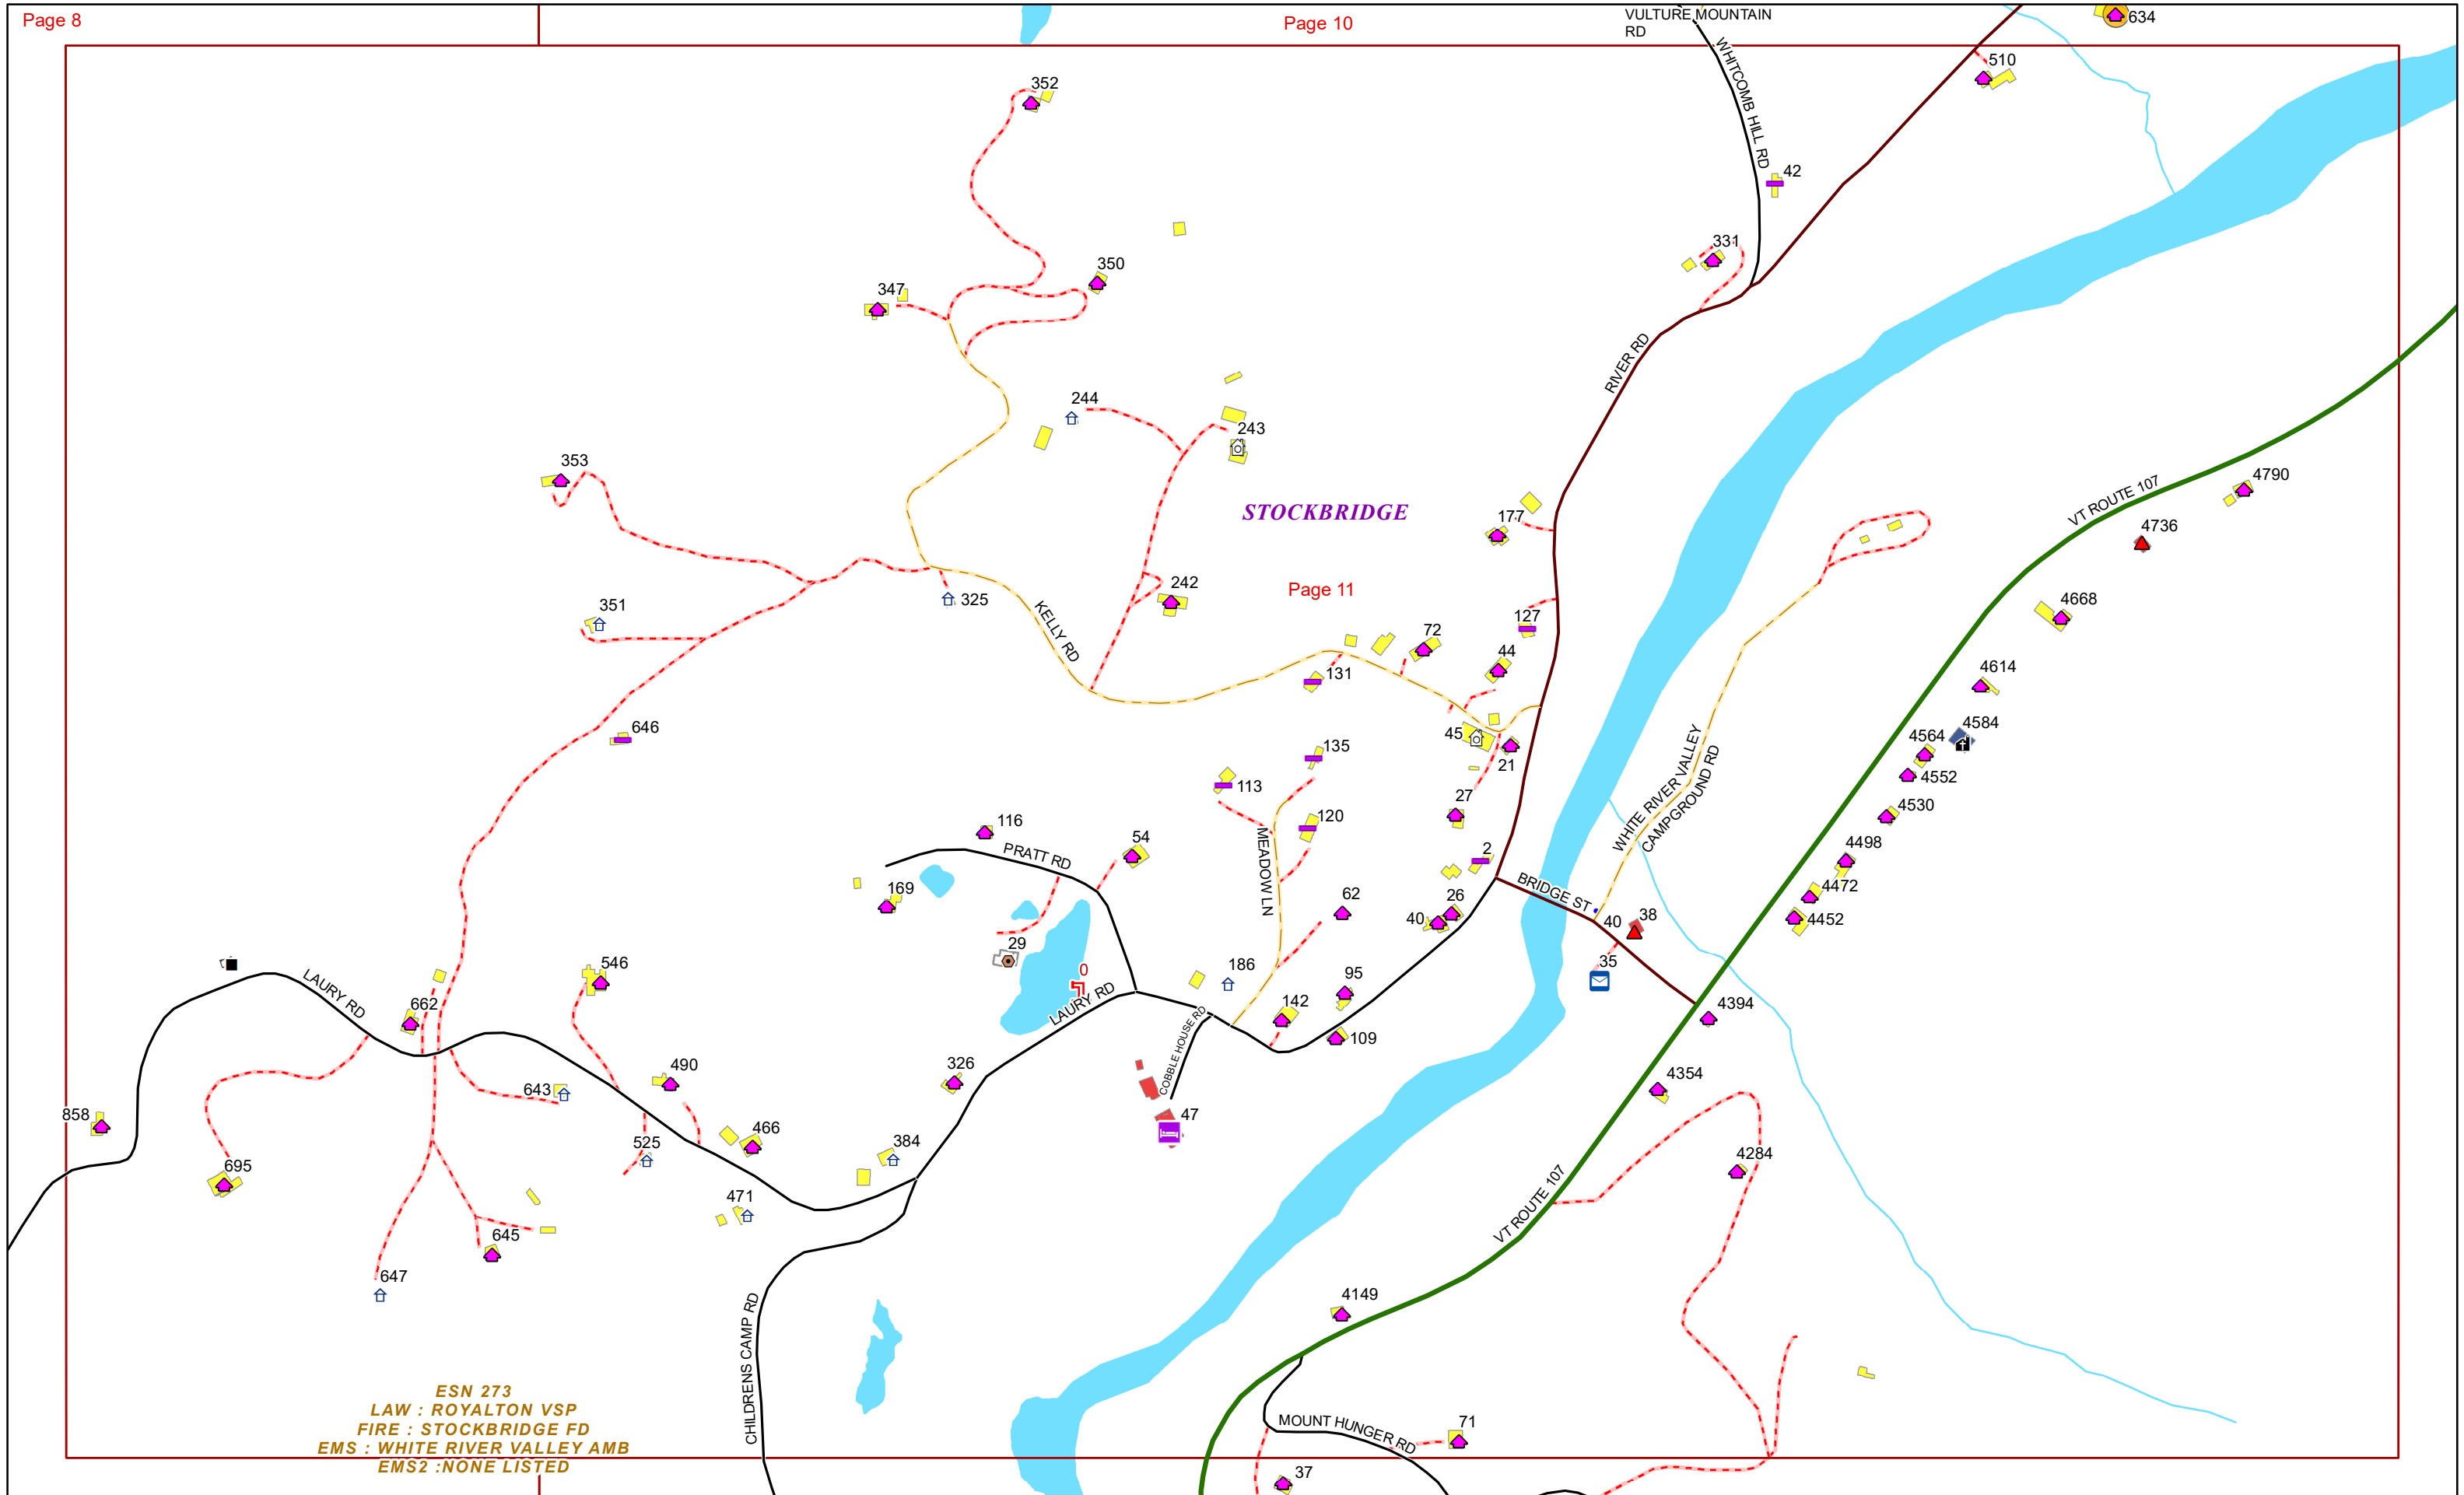 Page 8
Page 10
VULTURE MOUNTAIN
RD
634
WHITCOMB HILL RD
510
352
42
331
350
347
RIVER RD
244
243
353
STOCKBRIDGE
VT ROUTE 107
4790
177
4736
242
Page 11
325
351
KELLY RD
127
72
44
4668
131
4614
646
45
21
135
4584
4564
4552
113
WHITE RIVER VALLEY
CAMPGROUND RD
27
4530
116
120
54
PRATT RD
MEADOW LN
2
4498
BRIDGE ST
4472
169
62
26
40
40
38
4452
29
0
546
186
95
35
LAURY RD
LAURY RD
662
142
4394
COBBLE HOUSE RD
109
326
490
643
4354
858
47
466
525
384
4284
695
471
VT ROUTE 107
645
647
4149
CHILDRENS CAMP RD
ESN 273
LAW : ROYALTON VSP
FIRE : STOCKBRIDGE FD
EMS : WHITE RIVER VALLEY AMB
EMS2 :NONE LISTED
MOUNT HUNGER RD
71
37